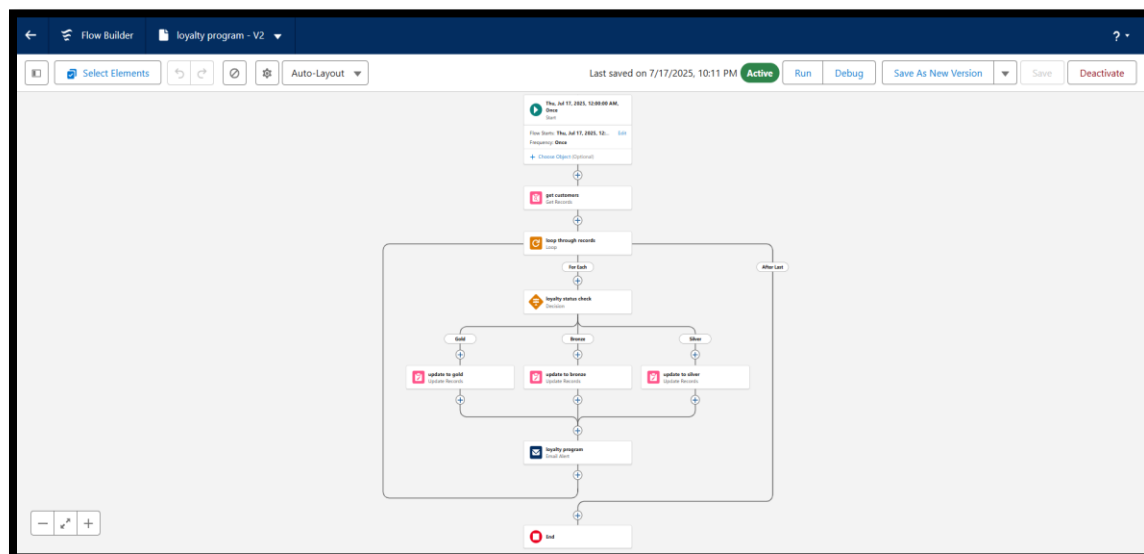 Flow Builder
loyalty program - V2
? 
Select Elements
Auto-Layout
Last saved on 7/17/2025, 10:11 PM
Active
Run
Debug
Save As New Version
Save
Deactivate
Thu, Jul 17, 2025, 12:00:00 AM,
Once
Start
Flow Starts: Thu, Jul 17, 2025, 12:...
Edit
Frequency: Once
+ Choose Object (Optional)
get customers
Get Records
loop through records
Loop
For Each
After Last
loyalty status check
Decision
Gold
Bronze
Silver
update to gold
Update Records
update to bronze
Update Records
update to silver
Update Records
loyalty program
Email Alert
End